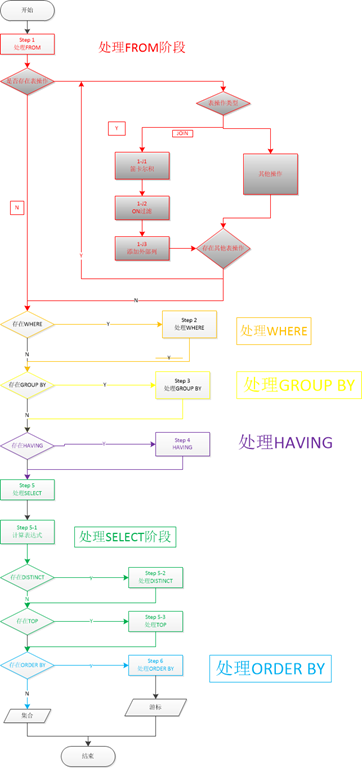 开始
Step 1
处理FROM
处理FROM阶段
是否存在表操作
表操作类型
Y
JOIN
1-J1
笛卡尔积
其他操作
1-J2
ON过滤
N
1-J3
添加外部列
存在其他表操作
Y
N
存在WHERE
Y
Step 2
处理WHERE
处理WHERE
N
Y
N
存在GROUP BY
Y
Step 3
处理GROUP BY
处理GROUP BY
N
存在HAVING
Y
Step 4
HAVING
处理HAVING
Step 5
处理SELECT
Step 5-1
计算表达式
处理SELECT阶段
存在DISTINCT
Y
Step 5-2
处理DISTINCT
N
存在TOP
Y
Step 5-3
处理TOP
存在ORDER BY
Y
Step 6
处理ORDER BY
处理ORDER BY
N
集合
游标
结束